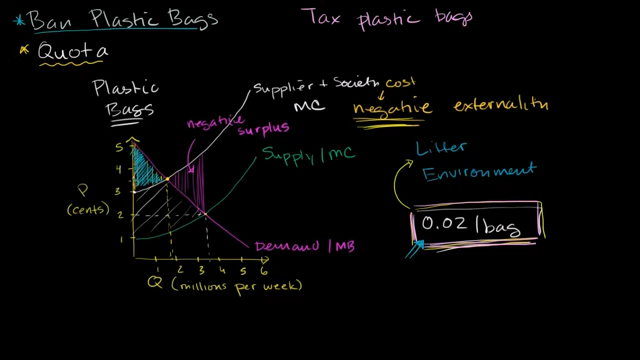 * Ban Plastic Bags
Tax plastic bags
* Quota
Plastic
Bags
Supplier + Society
MC
cost
negative externality
negative
surplus
Supply/MC
Demand/MB
Litter
Environment
0.02/bag
P
(cents)
5
4
3
2
1
1 2 3 4 5 6
Q (millions per week)